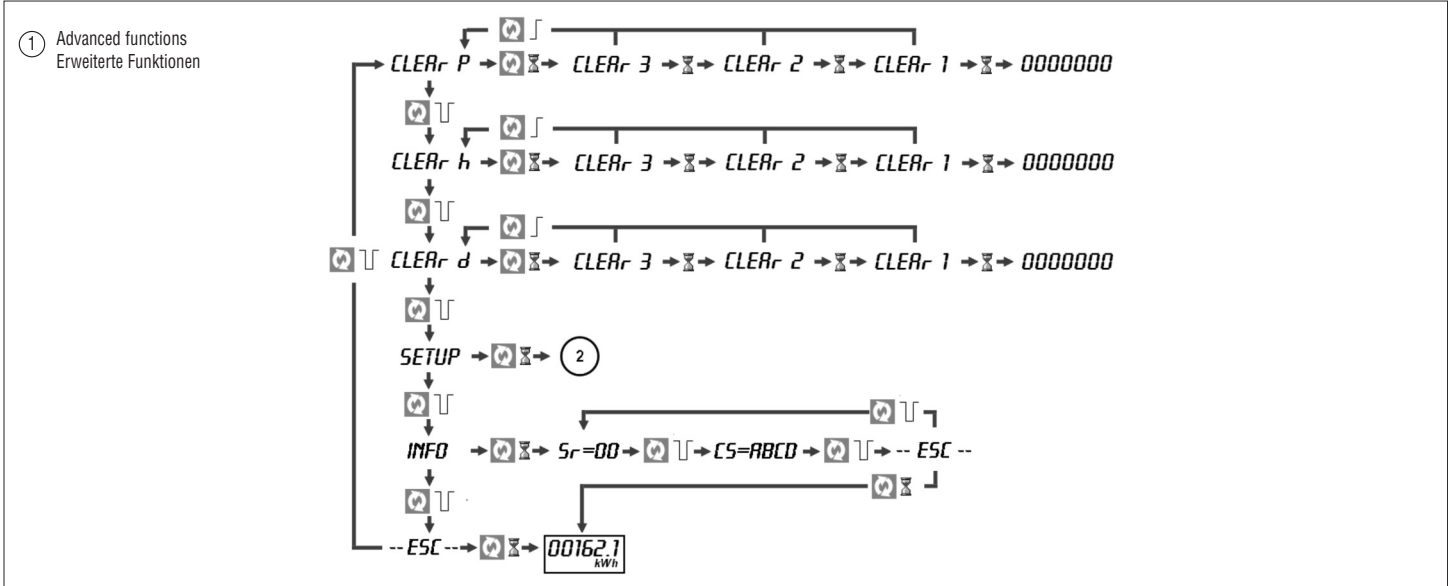 1 Advanced functions
Erweiterte Funktionen
CLEAr P CLEAr 3 CLEAr 2 CLEAr 1 0000000
CLEAr h CLEAr 3 CLEAr 2 CLEAr 1 0000000
CLEAr d CLEAr 3 CLEAr 2 CLEAr 1 0000000
SETUP 2
INFO Sr=00 CS=ABCD -- ESC --
-- ESC -- 00162.1
kWh